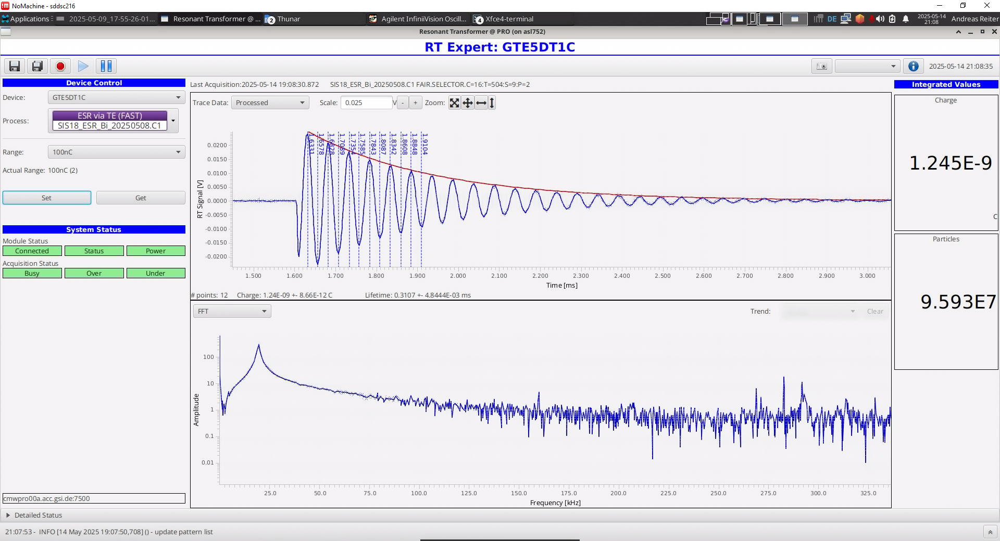 NoMachine - sddsc216
Applications 2025-05-09_17-55-26-01... Resonant Transformer @ ... 2 Thunar Agilent InfiniiVision Oscill... 4 Xfce4-terminal DE 2025-05-14 21:08 Andreas Reiter
Resonant Transformer @ PRO (on asl752)
RT Expert: GTE5DT1C
2025-05-14 21:08:35
Device Control
Device: GTE5DT1C
Process: ESR via TE (FAST)
SIS18_ESR_Bi_20250508.C1
Range: 100nC
Actual Range: 100nC (2)
Set Get
System Status
Module Status
Connected Status Power
Acquisition Status
Busy Over Under
cmwpro00a.acc.gsi.de:7500
Last Acquisition:2025-05-14 19:08:30.872 SIS18_ESR_Bi_20250508.C1 FAIR.SELECTOR.C=16:T=504:S=9:P=2
Trace Data: Processed Scale: 0.025 V - + Zoom:
RT Signal [V]
0.0200
0.0150
0.0100
0.0050
0.0000
-0.0050
-0.0100
-0.0150
-0.0200
1.6331 1.6578 1.6828 1.7089 1.7354 1.7585 1.7843 1.8087 1.8342 1.8608 1.8848 1.9104
1.500 1.600 1.700 1.800 1.900 2.000 2.100 2.200 2.300 2.400 2.500 2.600 2.700 2.800 2.900 3.000
Time [ms]
# points: 12 Charge: 1.24E-09 +- 8.66E-12 C Lifetime: 0.3107 +- 4.8444E-03 ms
FFT Trend: Clear
Amplitude
100
10
1
0.1
0.01
25.0 50.0 75.0 100.0 125.0 150.0 175.0 200.0 225.0 250.0 275.0 300.0 325.0
Frequency [kHz]
Integrated Values
Charge
1.245E-9
C
Particles
9.593E7
Detailed Status
21:07:53 - INFO [14 May 2025 19:07:50,708] () - update pattern list